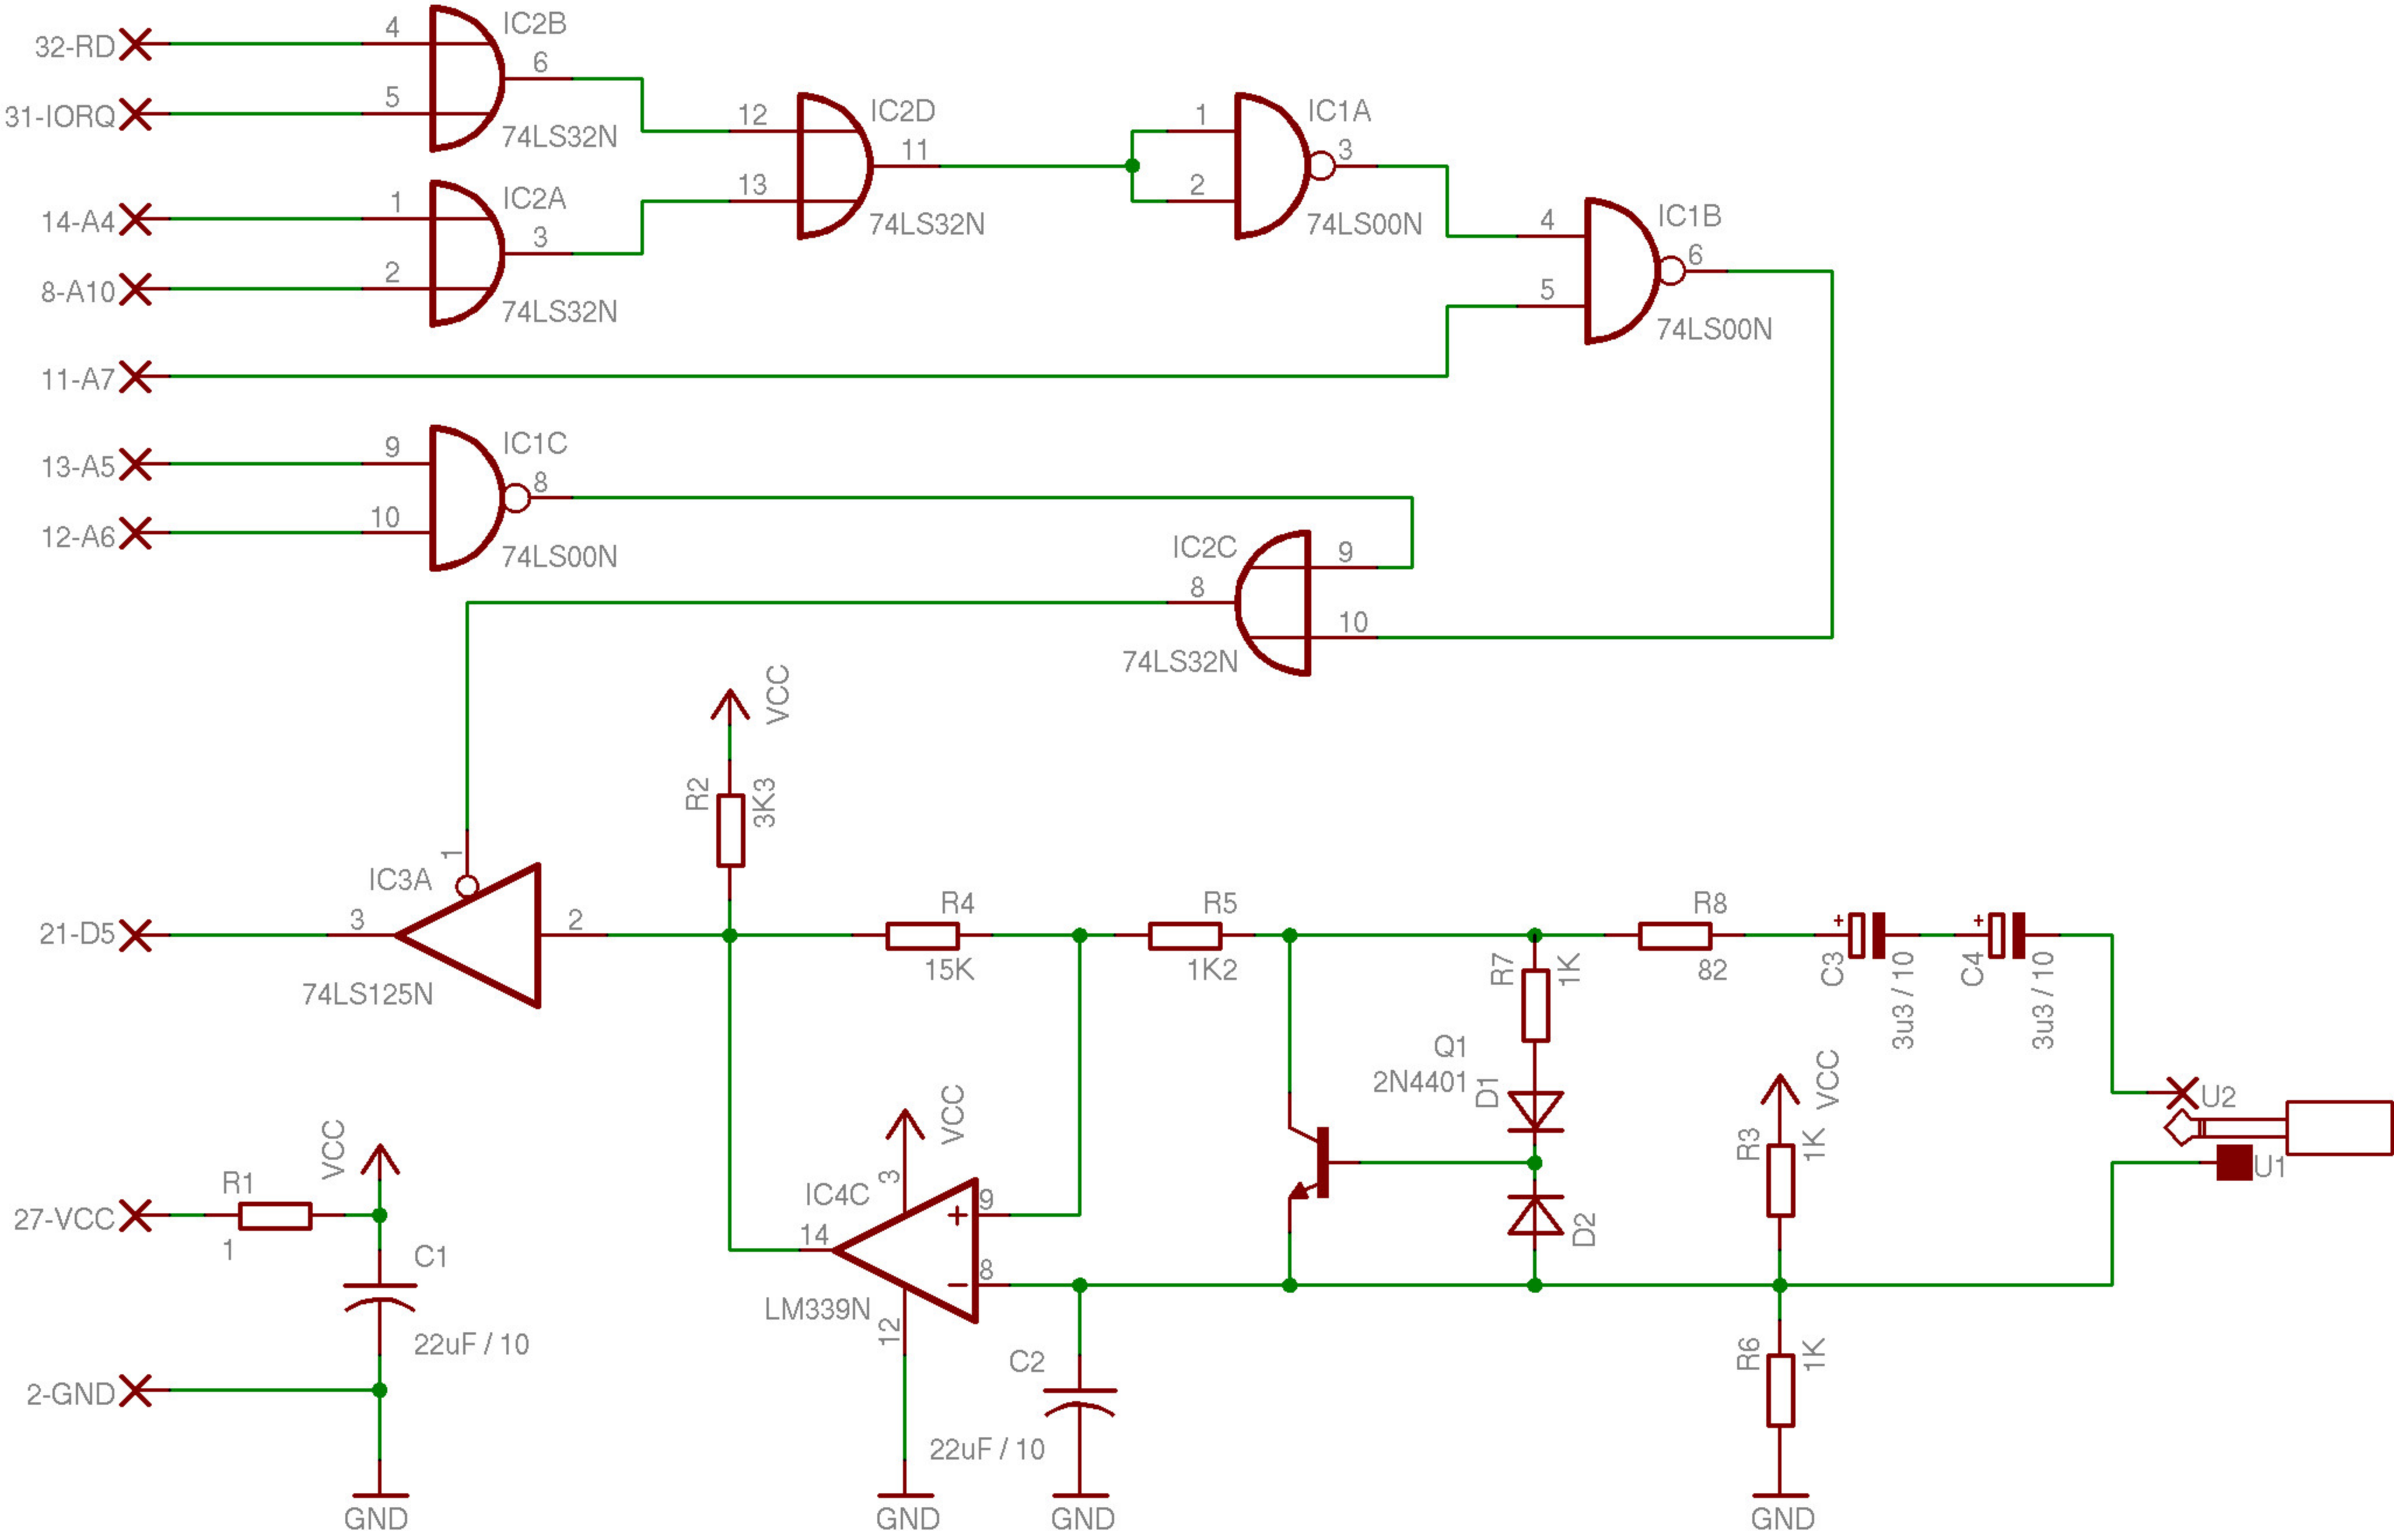 32-RD
4
IC2B
6
31-IORQ
5
74LS32N
14-A4
1
IC2A
3
8-A10
2
74LS32N
12
IC2D
11
13
74LS32N
1
IC1A
3
2
74LS00N
4
IC1B
6
5
74LS00N
11-A7
13-A5
9
IC1C
8
12-A6
10
74LS00N
IC2C
9
8
10
74LS32N
VCC
R2
3K3
1
IC3A
21-D5
3
2
74LS125N
R4
15K
R5
1K2
R8
82
R7
1K
+
C3
3u3 / 10
+
C4
3u3 / 10
Q1
2N4401
D1
D2
VCC
R3
1K
U2
U1
VCC
27-VCC
R1
1
C1
22uF / 10
2-GND
GND
VCC
3
IC4C
14
+
9
−
8
LM339N
12
GND
C2
22uF / 10
GND
R6
1K
GND